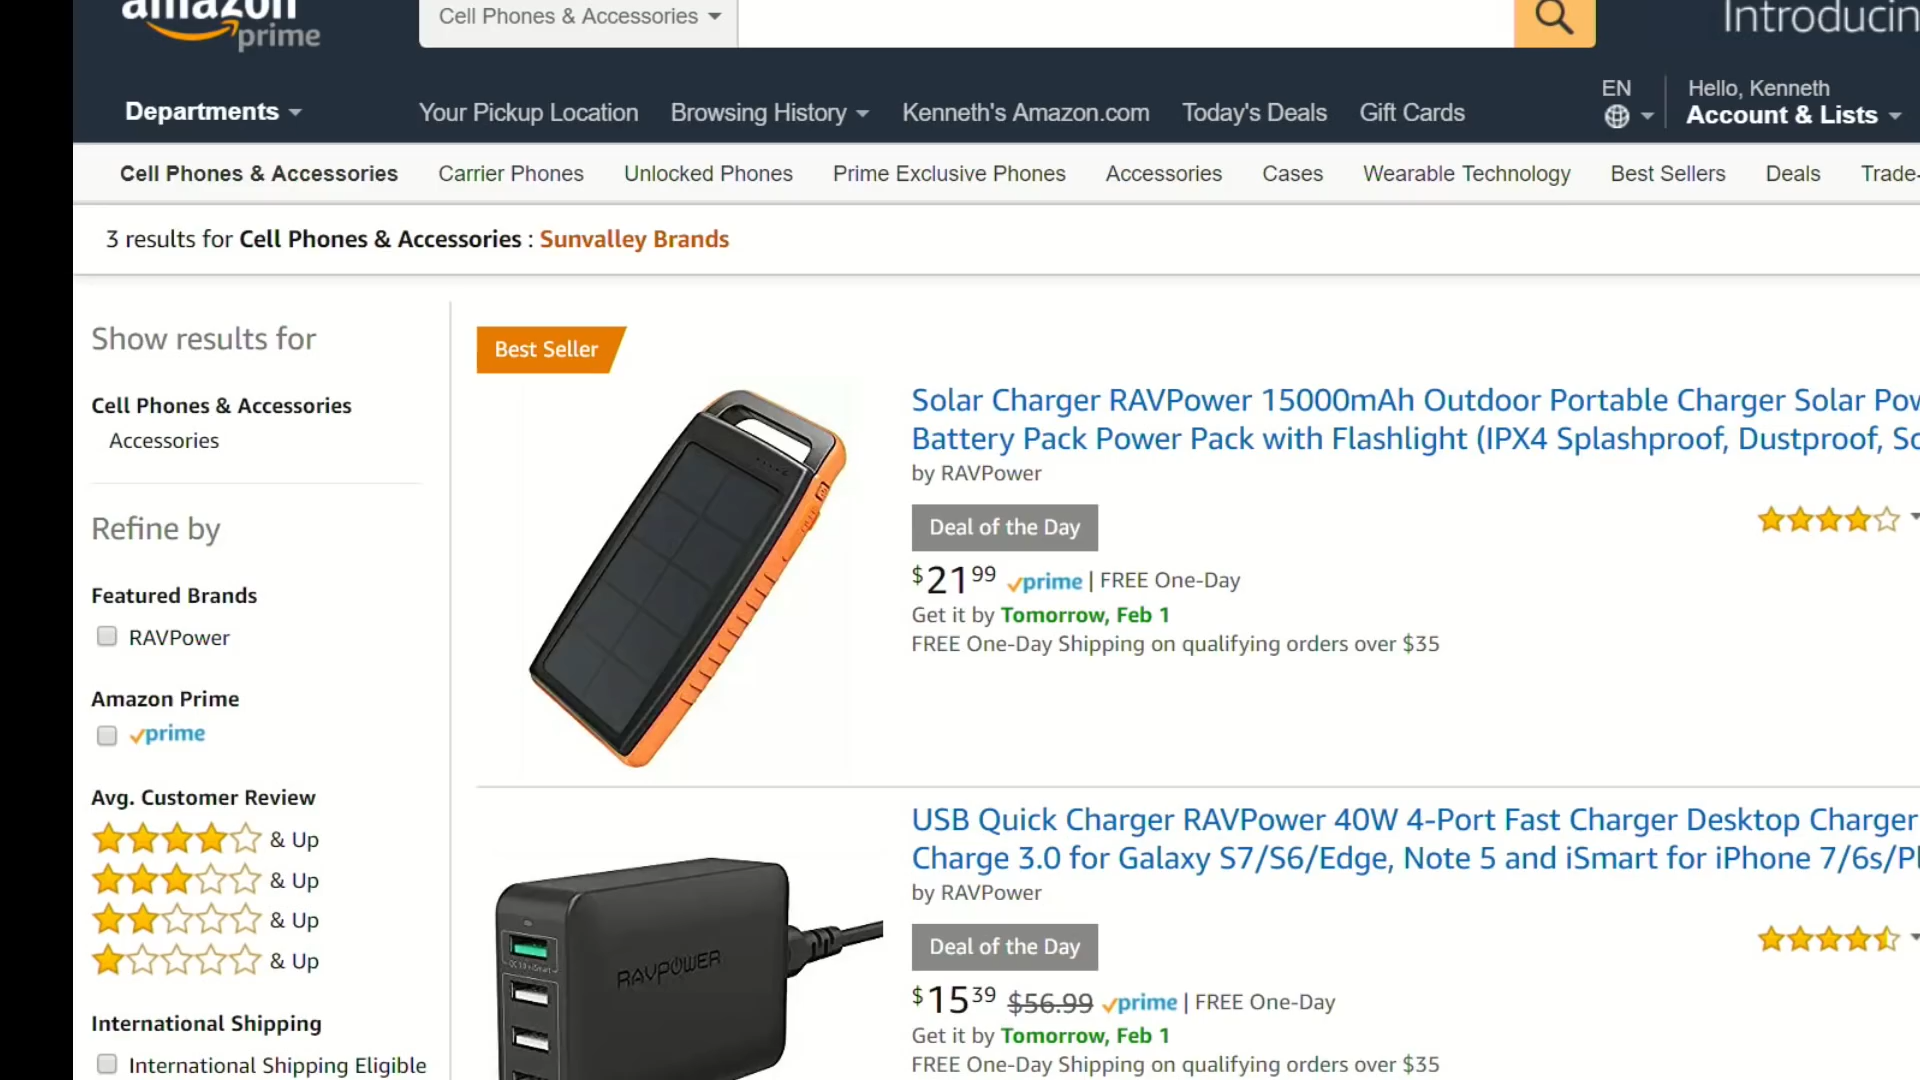 amazon
prime
Cell Phones & Accessories
Introducin
Departments
Your Pickup Location
Browsing History
Kenneth's Amazon.com
Today's Deals
Gift Cards
EN
Hello, Kenneth
Account & Lists
Cell Phones & Accessories
Carrier Phones
Unlocked Phones
Prime Exclusive Phones
Accessories
Cases
Wearable Technology
Best Sellers
Deals
Trade-
3 results for Cell Phones & Accessories : Sunvalley Brands
Show results for
Cell Phones & Accessories
Accessories
Refine by
Featured Brands
RAVPower
Amazon Prime
prime
Avg. Customer Review
& Up
& Up
& Up
& Up
International Shipping
International Shipping Eligible
Best Seller
Solar Charger RAVPower 15000mAh Outdoor Portable Charger Solar Pow
Battery Pack Power Pack with Flashlight (IPX4 Splashproof, Dustproof, Sc
by RAVPower
Deal of the Day
$21 99 prime | FREE One-Day
Get it by Tomorrow, Feb 1
FREE One-Day Shipping on qualifying orders over $35
RAVPOWER
USB Quick Charger RAVPower 40W 4-Port Fast Charger Desktop Charger
Charge 3.0 for Galaxy S7/S6/Edge, Note 5 and iSmart for iPhone 7/6s/Pl
by RAVPower
Deal of the Day
$15 39 $56.99 prime | FREE One-Day
Get it by Tomorrow, Feb 1
FREE One-Day Shipping on qualifying orders over $35